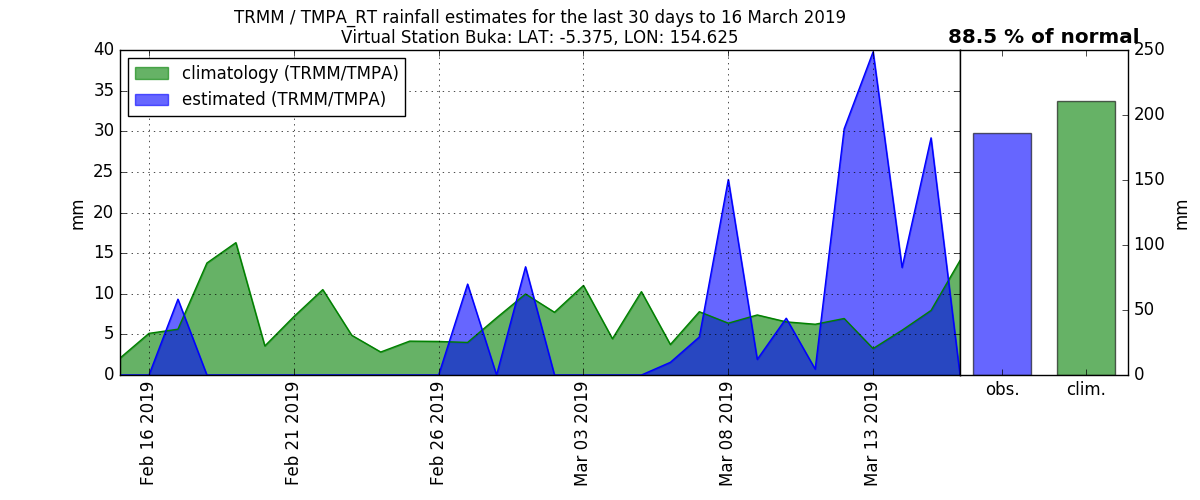 TRMM / TMPA_RT rainfall estimates for the last 30 days to 16 March 2019
Virtual Station Buka: LAT: -5.375, LON: 154.625
88.5 % of normal
climatology (TRMM/TMPA)
estimated (TRMM/TMPA)
mm
40
35
30
25
20
15
10
5
0
Feb 16 2019
Feb 21 2019
Feb 26 2019
Mar 03 2019
Mar 08 2019
Mar 13 2019
obs.
clim.
250
200
150
100
50
0
mm